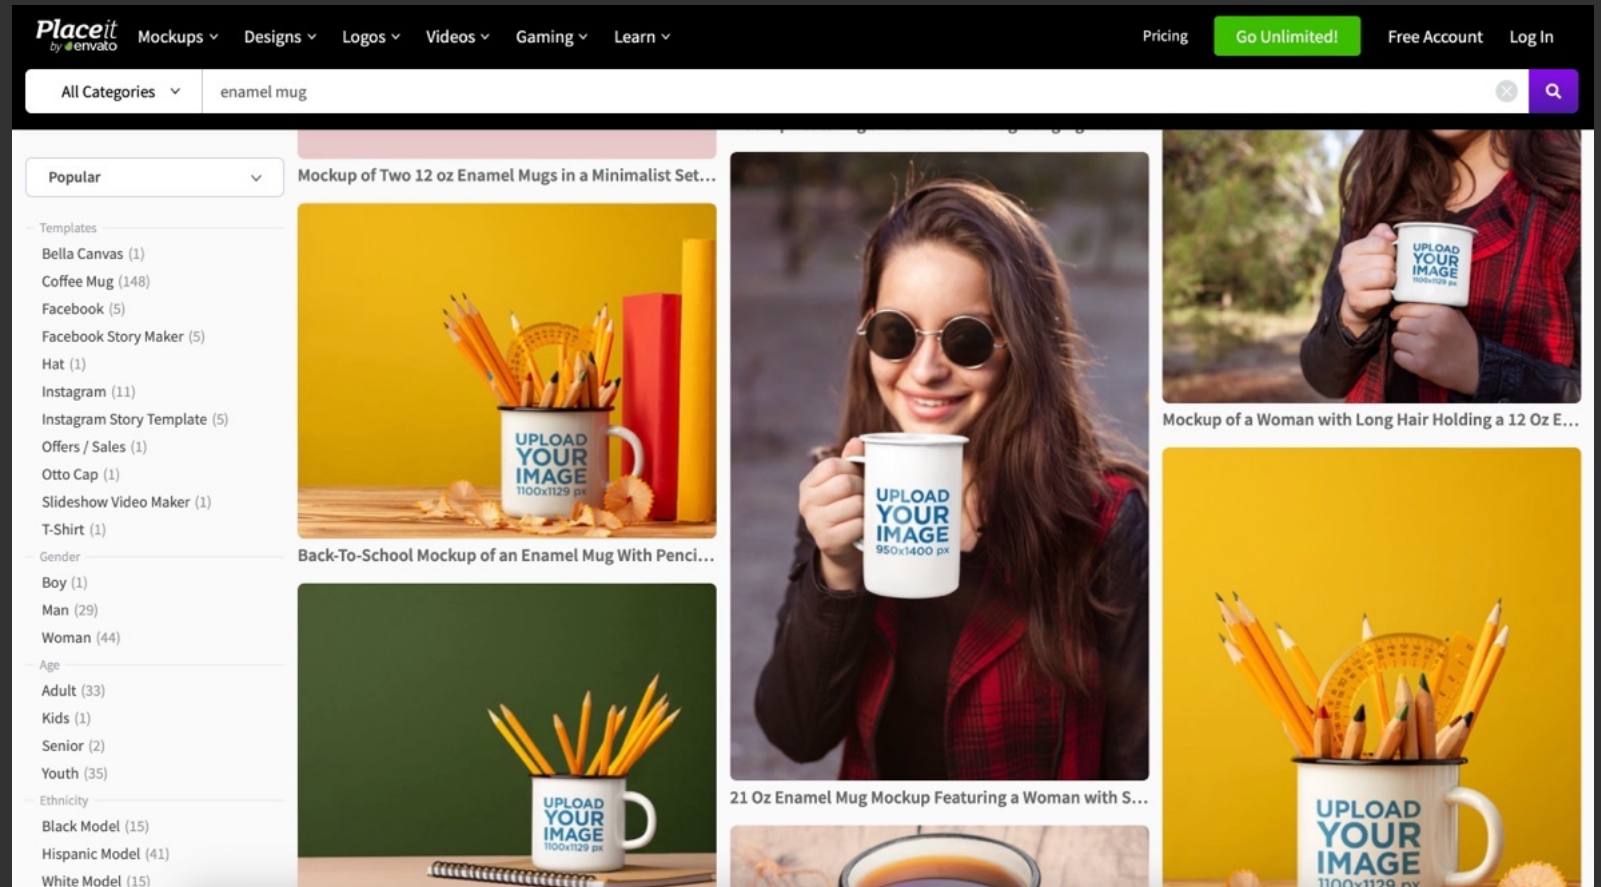 Placeit
by envato
Mockups
Designs
Logos
Videos
Gaming
Learn
Pricing
Go Unlimited!
Free Account
Log In
All Categories
enamel mug
Popular
Templates
Bella Canvas (1)
Coffee Mug (148)
Facebook (5)
Facebook Story Maker (5)
Hat (1)
Instagram (11)
Instagram Story Template (5)
Offers / Sales (1)
Otto Cap (1)
Slideshow Video Maker (1)
T-Shirt (1)
Gender
Boy (1)
Man (29)
Woman (44)
Age
Adult (33)
Kids (1)
Senior (2)
Youth (35)
Ethnicity
Black Model (15)
Hispanic Model (41)
White Model (15)
Mockup of Two 12 oz Enamel Mugs in a Minimalist Set...
UPLOAD
YOUR
IMAGE
1100x1129 px
Back-To-School Mockup of an Enamel Mug With Penci...
UPLOAD
YOUR
IMAGE
1100x1129 px
UPLOAD
YOUR
IMAGE
950x1400 px
21 Oz Enamel Mug Mockup Featuring a Woman with S...
UPLOAD
YOUR
IMAGE
1100x1129 px
Mockup of a Woman with Long Hair Holding a 12 Oz E...
UPLOAD
YOUR
IMAGE
1100x1129 px